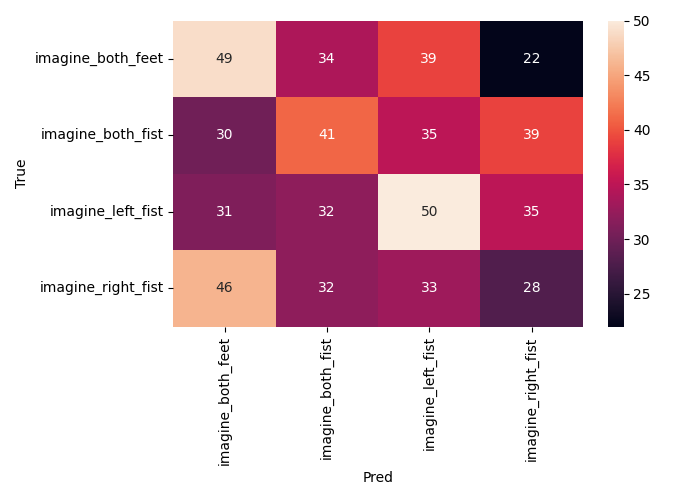 imagine_both_feet 49 34 39 22
imagine_both_fist 30 41 35 39
imagine_left_fist 31 32 50 35
imagine_right_fist 46 32 33 28
True
imagine_both_feet
imagine_both_fist
imagine_left_fist
imagine_right_fist
Pred
50
45
40
35
30
25